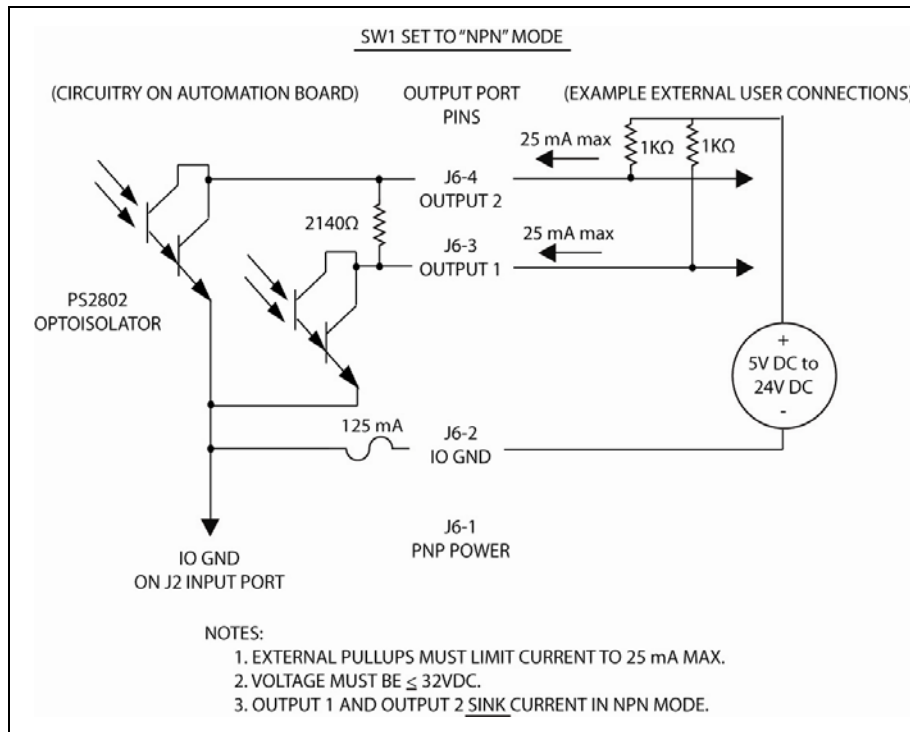 SW1 SET TO "NPN" MODE
(CIRCUITRY ON AUTOMATION BOARD)
OUTPUT PORT
PINS
(EXAMPLE EXTERNAL USER CONNECTIONS)
25 mA max
1KΩ
1KΩ
J6-4
OUTPUT 2
2140Ω
J6-3
OUTPUT 1
25 mA max
PS2802
OPTOISOLATOR
+
5V DC to
24V DC
-
125 mA
J6-2
IO GND
J6-1
PNP POWER
IO GND
ON J2 INPUT PORT
NOTES:
1. EXTERNAL PULLUPS MUST LIMIT CURRENT TO 25 mA MAX.
2. VOLTAGE MUST BE ≤ 32VDC.
3. OUTPUT 1 AND OUTPUT 2 SINK CURRENT IN NPN MODE.